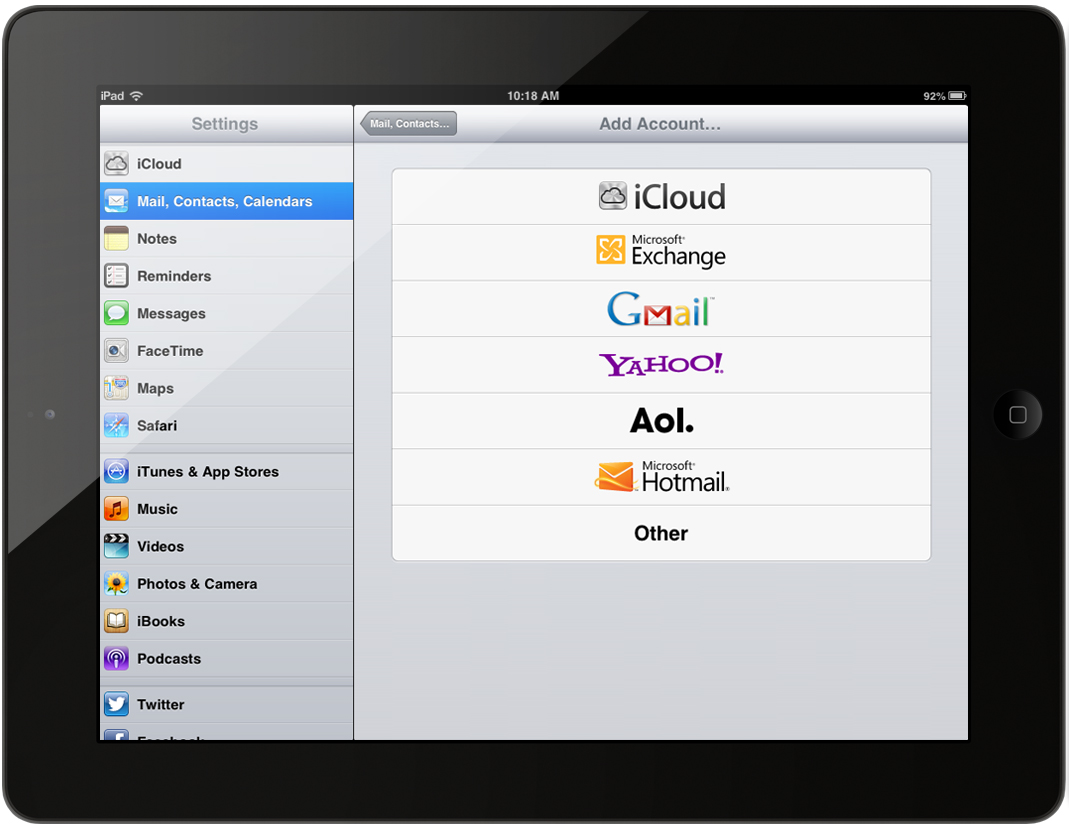 iPad
10:18 AM
92%
Settings
Mail, Contacts...
Add Account...
iCloud
Mail, Contacts, Calendars
Notes
Reminders
Messages
FaceTime
Maps
Safari
iTunes & App Stores
Music
Videos
Photos & Camera
iBooks
Podcasts
Twitter
Facebook
iCloud
Microsoft®
Exchange
Gmail™
YAHOO!®
Aol.
Microsoft®
Hotmail®
Other